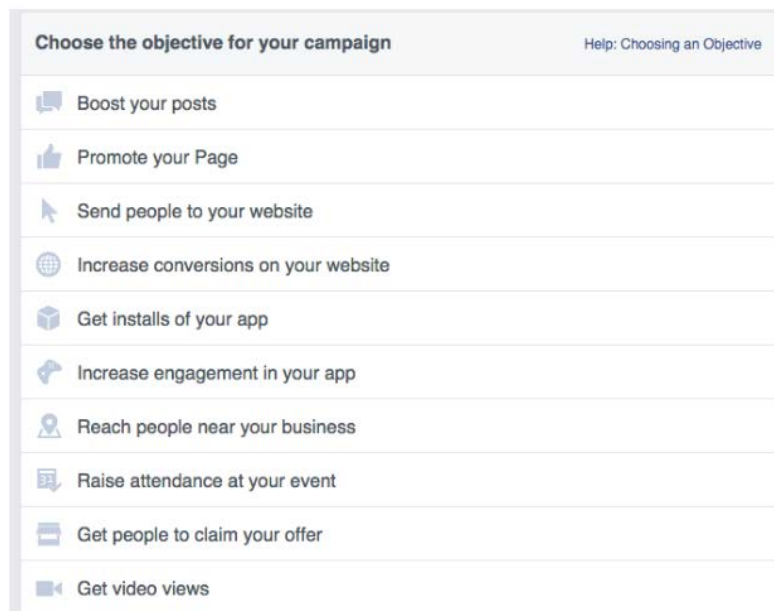 Choose the objective for your campaign
Help: Choosing an Objective
Boost your posts
Promote your Page
Send people to your website
Increase conversions on your website
Get installs of your app
Increase engagement in your app
Reach people near your business
31
Raise attendance at your event
Get people to claim your offer
Get video views